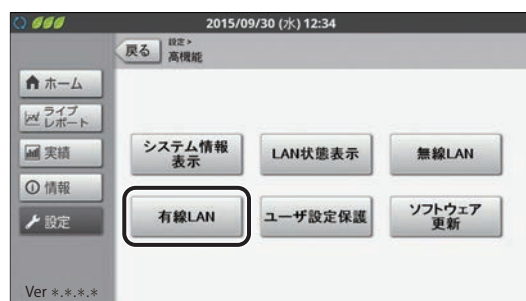 2015/09/30 (水) 12:34
戻る
設定 >
高機能
ホーム
ライブ
レポート
実績
情報
設定
システム情報
表示
LAN状態表示
無線LAN
有線LAN
ユーザ設定保護
ソフトウェア
更新
Ver *.*.*.*